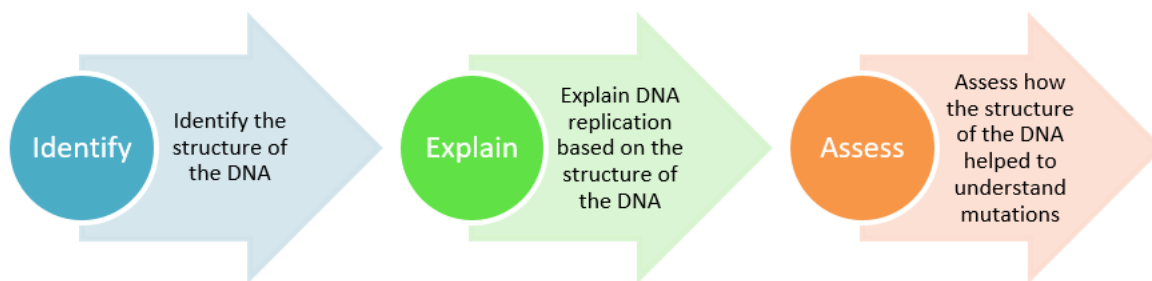 Identify
Identify the
structure of
the DNA
Explain
Explain DNA
replication
based on the
structure of
the DNA
Assess
Assess how
the structure
of the DNA
helped to
understand
mutations